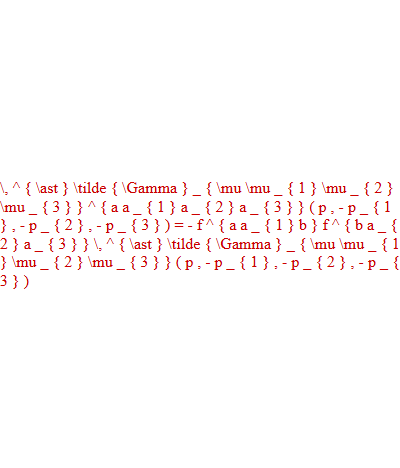 \, ^ { \ast } \tilde { \Gamma } _ { \mu \mu _ { 1 } \mu _ { 2 }
\mu _ { 3 } } ^ { a a _ { 1 } a _ { 2 } a _ { 3 } } ( p , - p _ { 1
} , - p _ { 2 } , - p _ { 3 } ) = - f ^ { a a _ { 1 } b } f ^ { b a _ {
2 } a _ { 3 } } \, ^ { \ast } \tilde { \Gamma } _ { \mu \mu _ { 1
} \mu _ { 2 } \mu _ { 3 } } ( p , - p _ { 1 } , - p _ { 2 } , - p _ {
3 } )